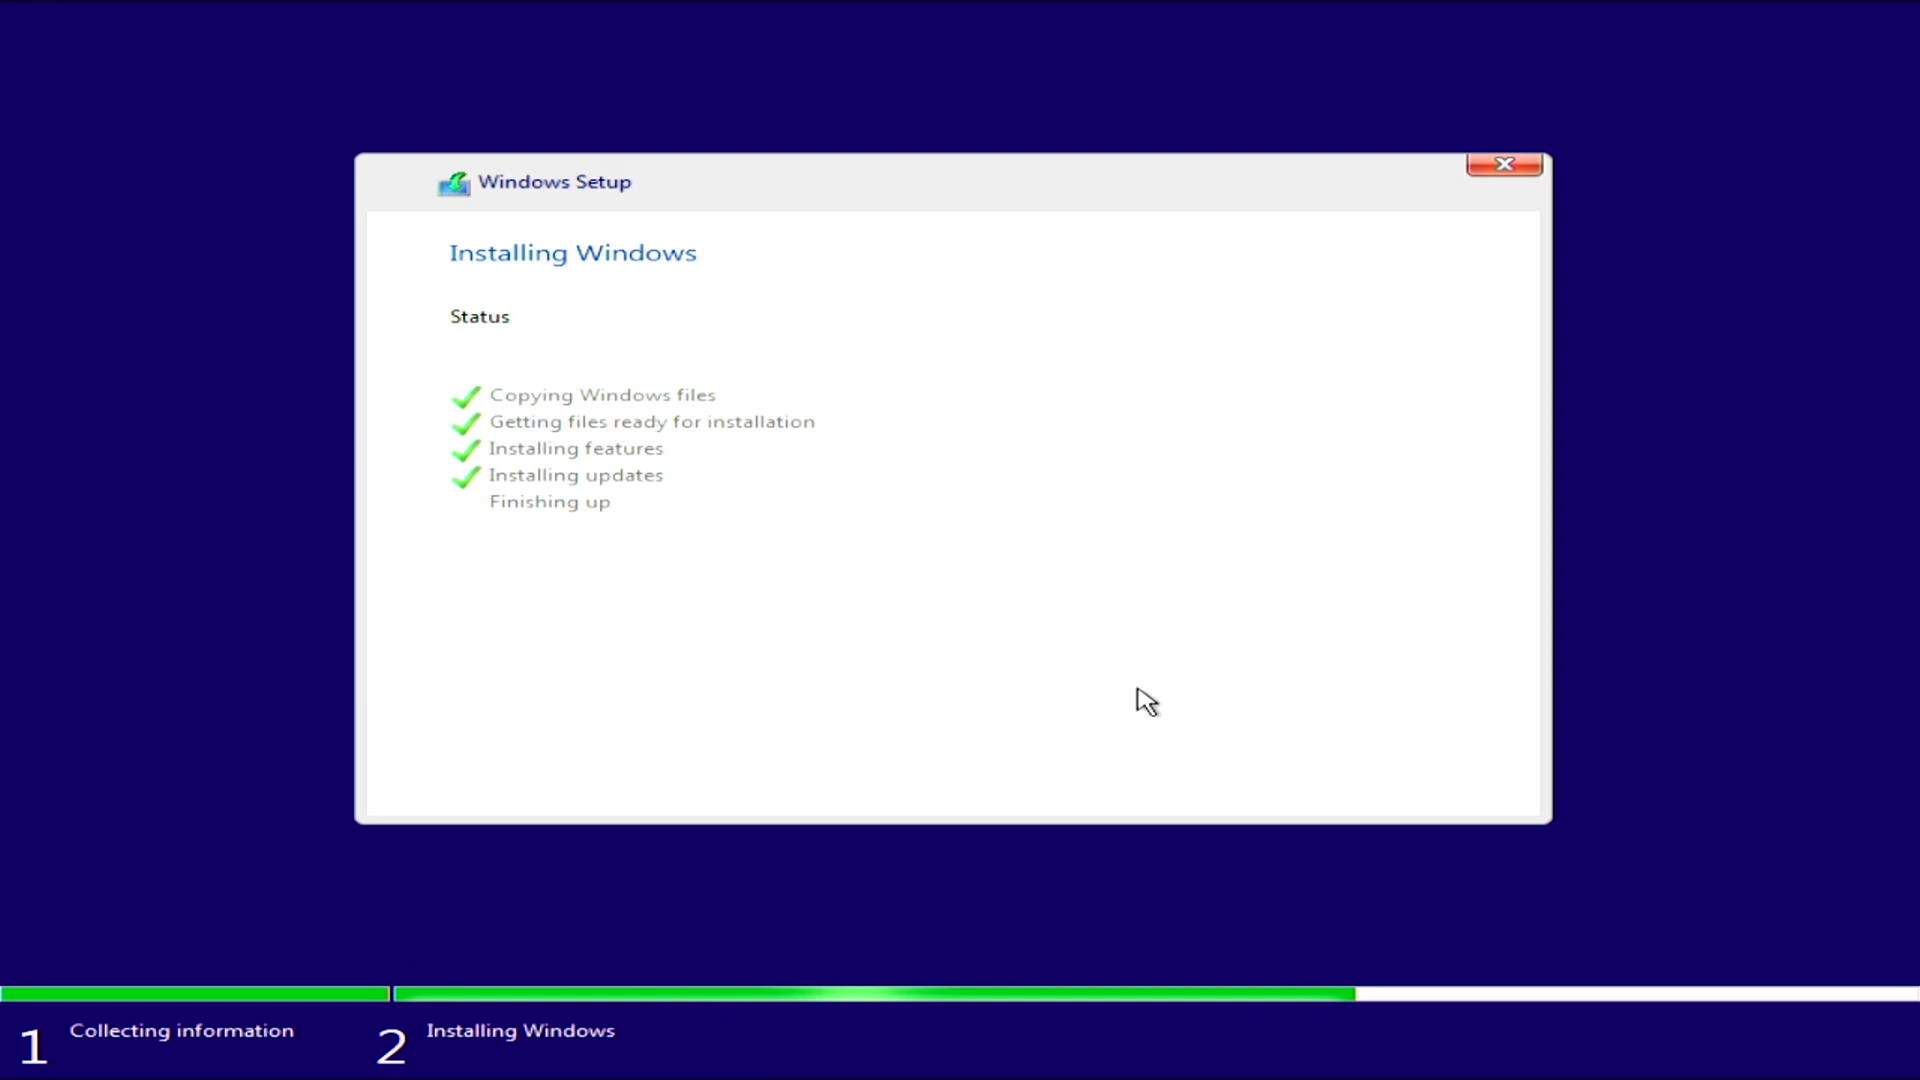 Windows Setup
Installing Windows
Status
Copying Windows files
Getting files ready for installation
Installing features
Installing updates
Finishing up
1 Collecting information
2 Installing Windows